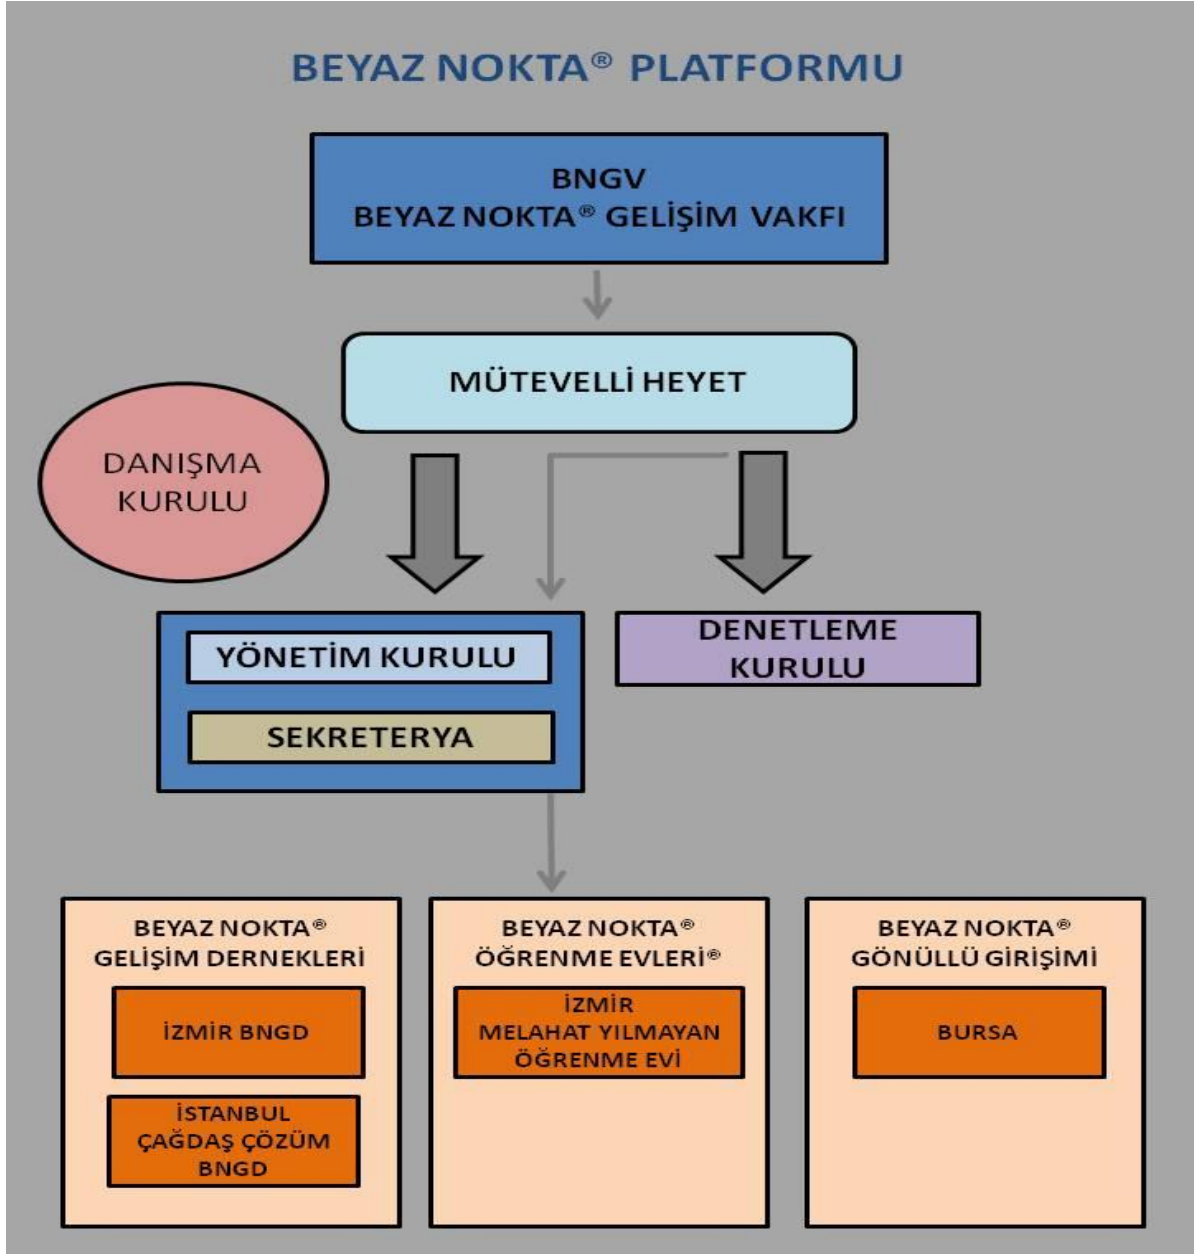 BEYAZ NOKTA® PLATFORMU
BNGV
BEYAZ NOKTA® GELİŞİM VAKFI
MÜTEVELLİ HEYET
DANIŞMA
KURULU
YÖNETİM KURULU
SEKRETERYA
DENETLEME
KURULU
BEYAZ NOKTA®
GELİŞİM DERNEKLERİ
İZMİR BNGD
İSTANBUL
ÇAĞDAŞ ÇÖZÜM
BNGD
BEYAZ NOKTA®
ÖĞRENME EVLERİ®
İZMİR
MELAHAT YILMAYAN
ÖĞRENME EVİ
BEYAZ NOKTA®
GÖNÜLLÜ GİRİŞİMİ
BURSA